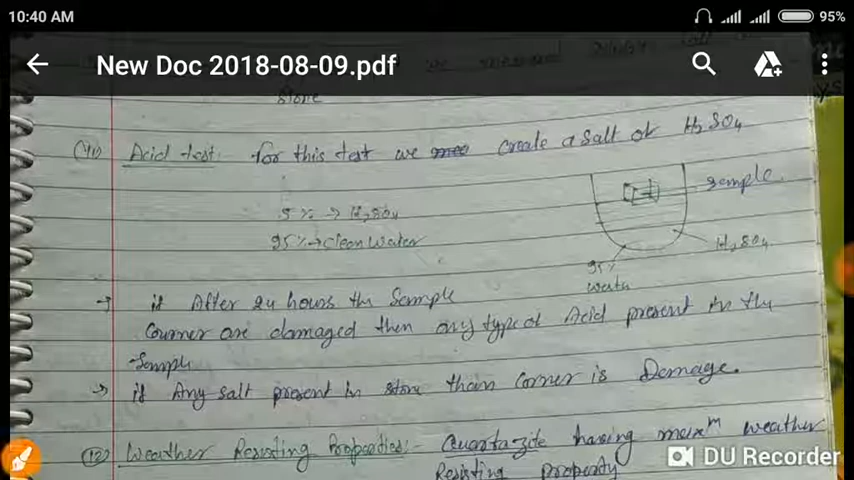 10:40 AM 95%
New Doc 2018-08-09.pdf
stone
(11) Acid test:- for this test we create a salt of H2SO4
sample
5% → H2SO4
95% → Clean Water
H2SO4
95%
water
→ if After 24 hours the Sample
Courner are damaged then any type of Acid present in the
Sample
→ if Any salt present in stone than Corner is Damage.
(12) Weather Resisting Properties:- Quartazite having maxm weather
Resisting property
DU Recorder